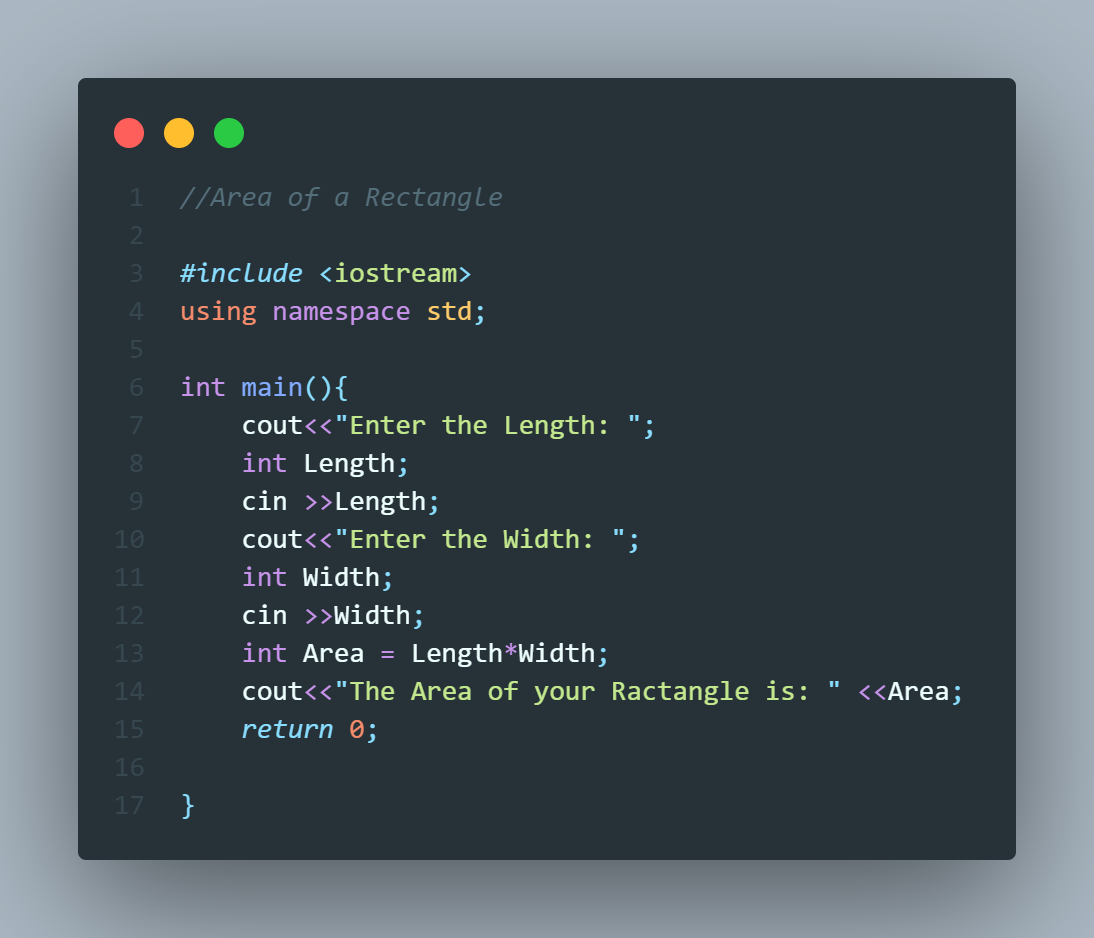 1 //Area of a Rectangle
2
3 #include <iostream>
4 using namespace std;
5
6 int main(){
7     cout<<"Enter the Length: ";
8     int Length;
9     cin >>Length;
10     cout<<"Enter the Width: ";
11     int Width;
12     cin >>Width;
13     int Area = Length*Width;
14     cout<<"The Area of your Ractangle is: " <<Area;
15     return 0;
16
17 }